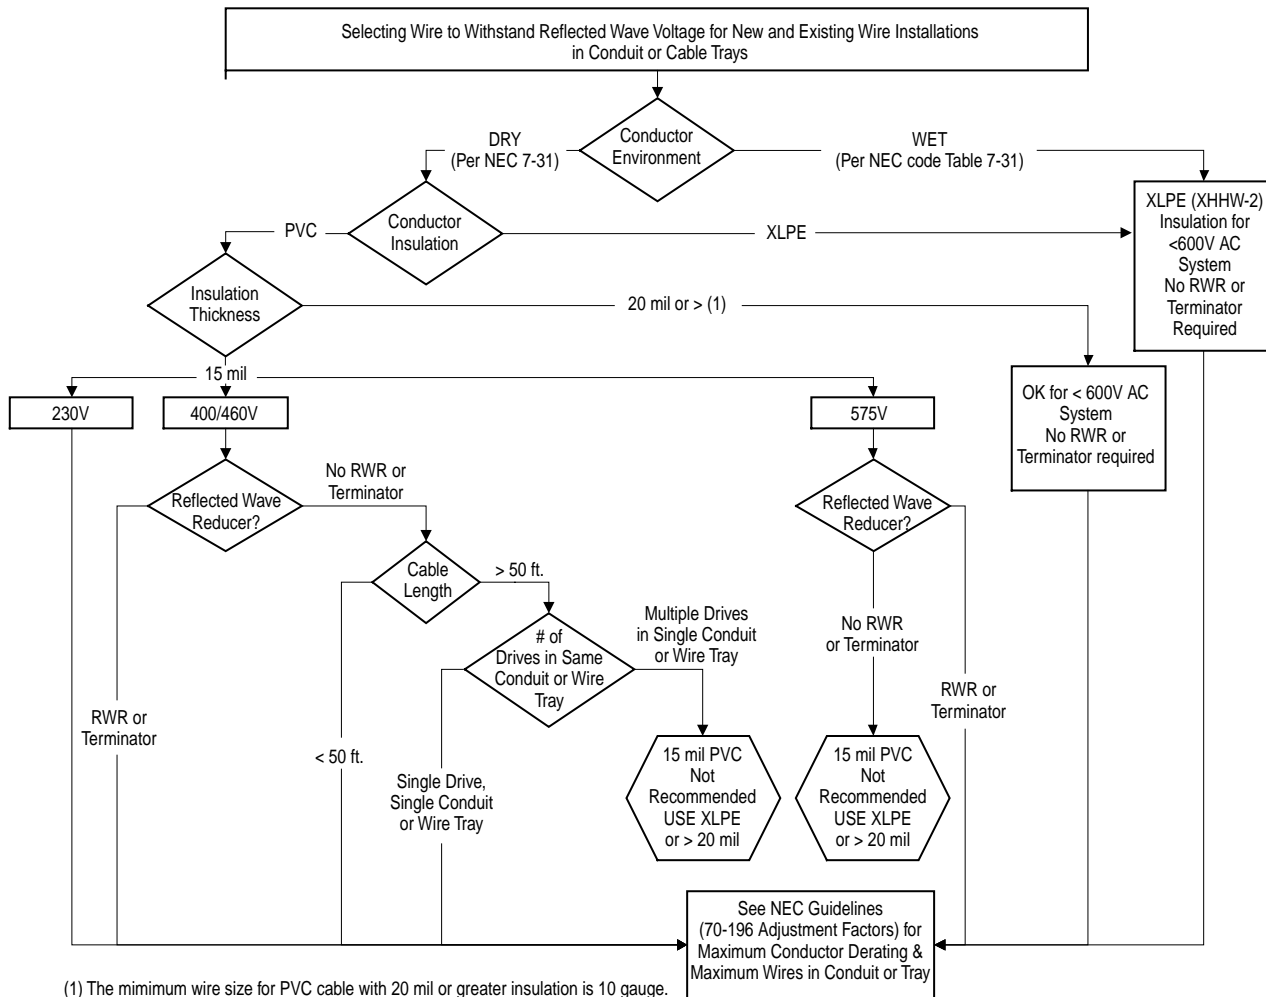 Selecting Wire to Withstand Reflected Wave Voltage for New and Existing Wire Installations
in Conduit or Cable Trays
Conductor
Environment
DRY
(Per NEC 7-31)
WET
(Per NEC code Table 7-31)
XLPE (XHHW-2)
Insulation for
<600V AC
System
No RWR or
Terminator
Required
Conductor
Insulation
PVC
XLPE
Insulation
Thickness
20 mil or > (1)
15 mil
230V
400/460V
575V
OK for < 600V AC
System
No RWR or
Terminator required
Reflected Wave
Reducer?
No RWR or
Terminator
Reflected Wave
Reducer?
Cable
Length
> 50 ft.
# of
Drives in Same
Conduit or Wire
Tray
Multiple Drives
in Single Conduit
or Wire Tray
No RWR
or Terminator
RWR or
Terminator
RWR or
Terminator
< 50 ft.
Single Drive,
Single Conduit
or Wire Tray
15 mil PVC
Not
Recommended
USE XLPE
or > 20 mil
15 mil PVC
Not
Recommended
USE XLPE
or > 20 mil
See NEC Guidelines
(70-196 Adjustment Factors) for
Maximum Conductor Derating &
Maximum Wires in Conduit or Tray
(1) The mimimum wire size for PVC cable with 20 mil or greater insulation is 10 gauge.